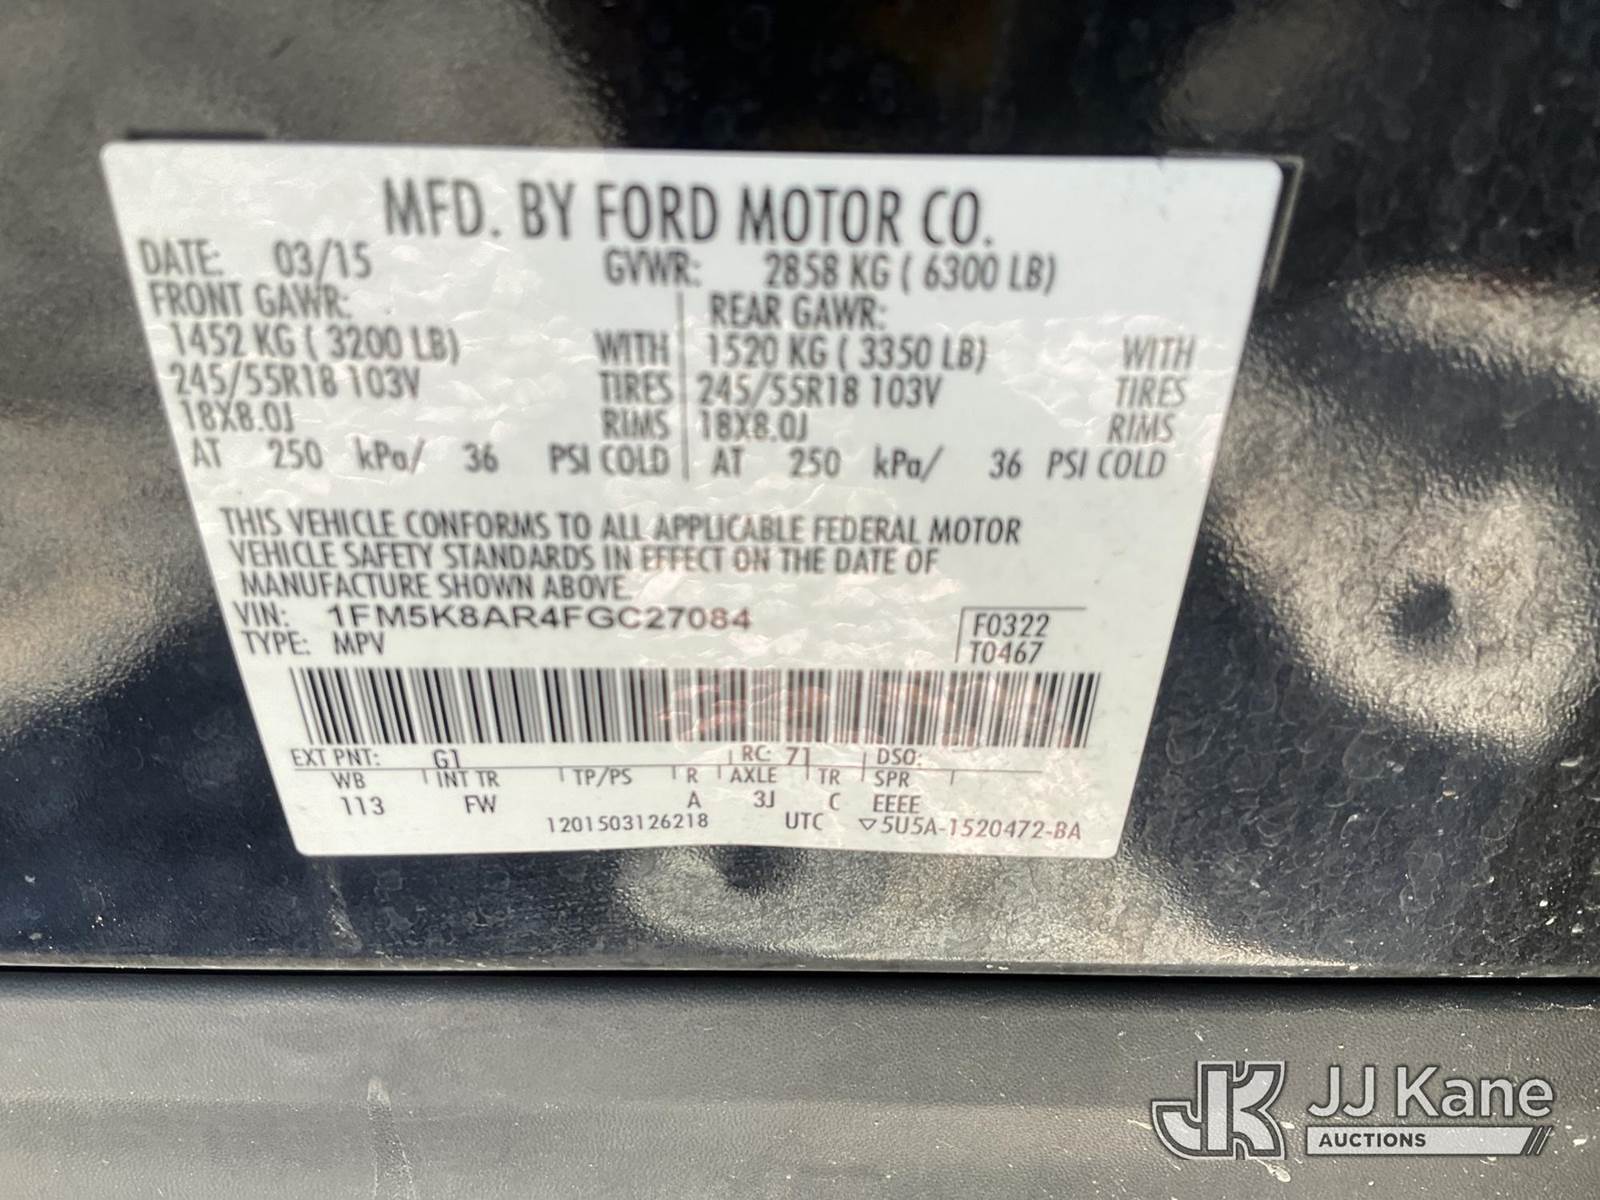 MFD. BY FORD MOTOR CO.
DATE: 03/15 GVWR: 2858 KG ( 6300 LB)
FRONT GAWR: REAR GAWR:
1452 KG ( 3200 LB) WITH 1520 KG ( 3350 LB) WITH
245/55R18 103V TIRES 245/55R18 103V TIRES
18X8.0J RIMS 18X8.0J RIMS
AT 250 kPa/ 36 PSI COLD AT 250 kPa/ 36 PSI COLD
THIS VEHICLE CONFORMS TO ALL APPLICABLE FEDERAL MOTOR
VEHICLE SAFETY STANDARDS IN EFFECT ON THE DATE OF
MANUFACTURE SHOWN ABOVE.
VIN: 1FM5K8AR4FGC27084 F0322
TYPE: MPV T0467
EXT PNT: G1 RC: 71 DSO:
WB INT TR TP/PS R AXLE TR SPR
113 FW A 3J C EEEE
1201503126218 UTC ▽5U5A-1520472-BA
JK JJ Kane
AUCTIONS